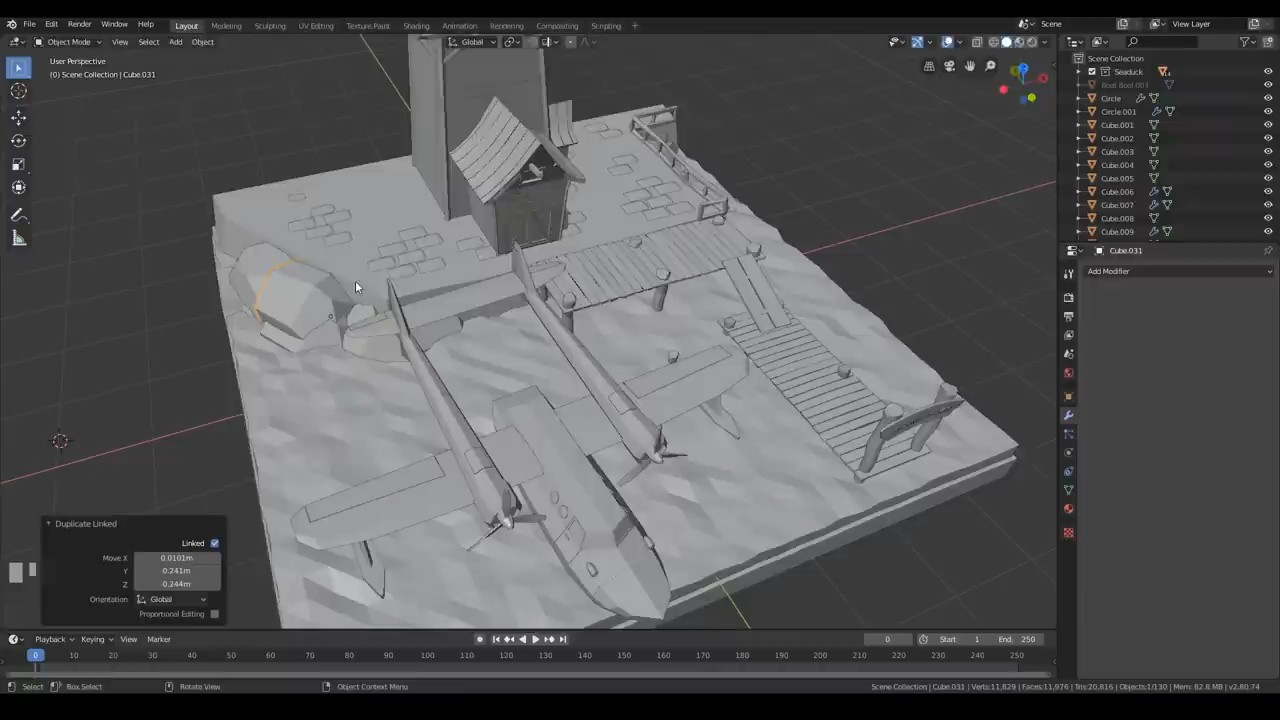 File Edit Render Window Help Layout Modeling Sculpting UV Editing Texture Paint Shading Animation Rendering Compositing Scripting + Scene View Layer
Object Mode View Select Add Object Global
User Perspective
(0) Scene Collection | Cube.031
Scene Collection
Seaduck
Boat Bool.001
Circle
Circle.001
Cube.001
Cube.002
Cube.003
Cube.004
Cube.005
Cube.006
Cube.007
Cube.008
Cube.009
Cube.031
Add Modifier
Duplicate Linked
Linked
Move X 0.0101m
Y 0.241m
Z -0.244m
Orientation Global
Proportional Editing
Playback Keying View Marker 0 Start 1 End: 250
0 10 20 30 40 50 60 70 80 90 100 110 120 130 140 150 160 170 180 190 200 210 220 230 240 250
Select Box Select Rotate View Object Context Menu Scene Collection | Cube.031 | Verts:11,829 | Faces:11,976 | Tris:20,816 | Objects:1/130 | Mem: 82.8 MB | v2.80.74